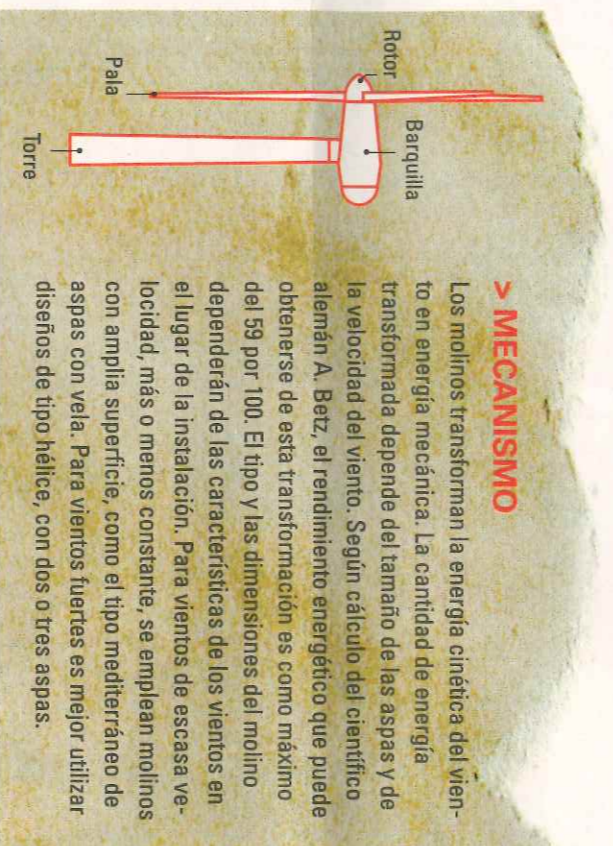 Rotor
Barquilla
Pala
Torre
> MECANISMO
Los molinos transforman la energía cinética del vien-
to en energía mecánica. La cantidad de energía
transformada depende del tamaño de las aspas y de
la velocidad del viento. Según cálculo del científico
alemán A. Betz, el rendimiento energético que puede
obtenerse de esta transformación es como máximo
del 59 por 100. El tipo y las dimensiones del molino
dependerán de las características de los vientos en
el lugar de la instalación. Para vientos de escasa ve-
locidad, más o menos constante, se emplean molinos
con amplia superficie, como el tipo mediterráneo de
aspas con vela. Para vientos fuertes es mejor utilizar
diseños de tipo hélice, con dos o tres aspas.